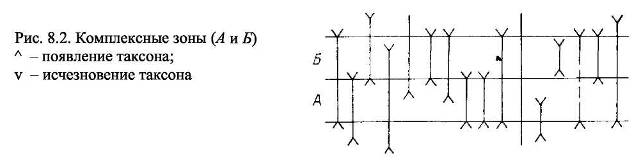 Рис. 8.2. Комплексные зоны (А и Б)
^ – появление таксона;
v – исчезновение таксона
Б
А